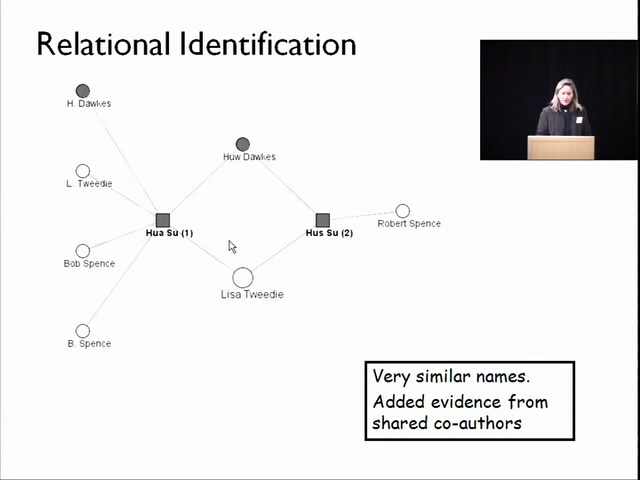 Relational Identification
H. Dawkes
Huw Dawkes
L. Tweedie
Robert Spence
Hua Su (1)
Hus Su (2)
Bob Spence
Lisa Tweedie
B. Spence
Very similar names.
Added evidence from
shared co-authors